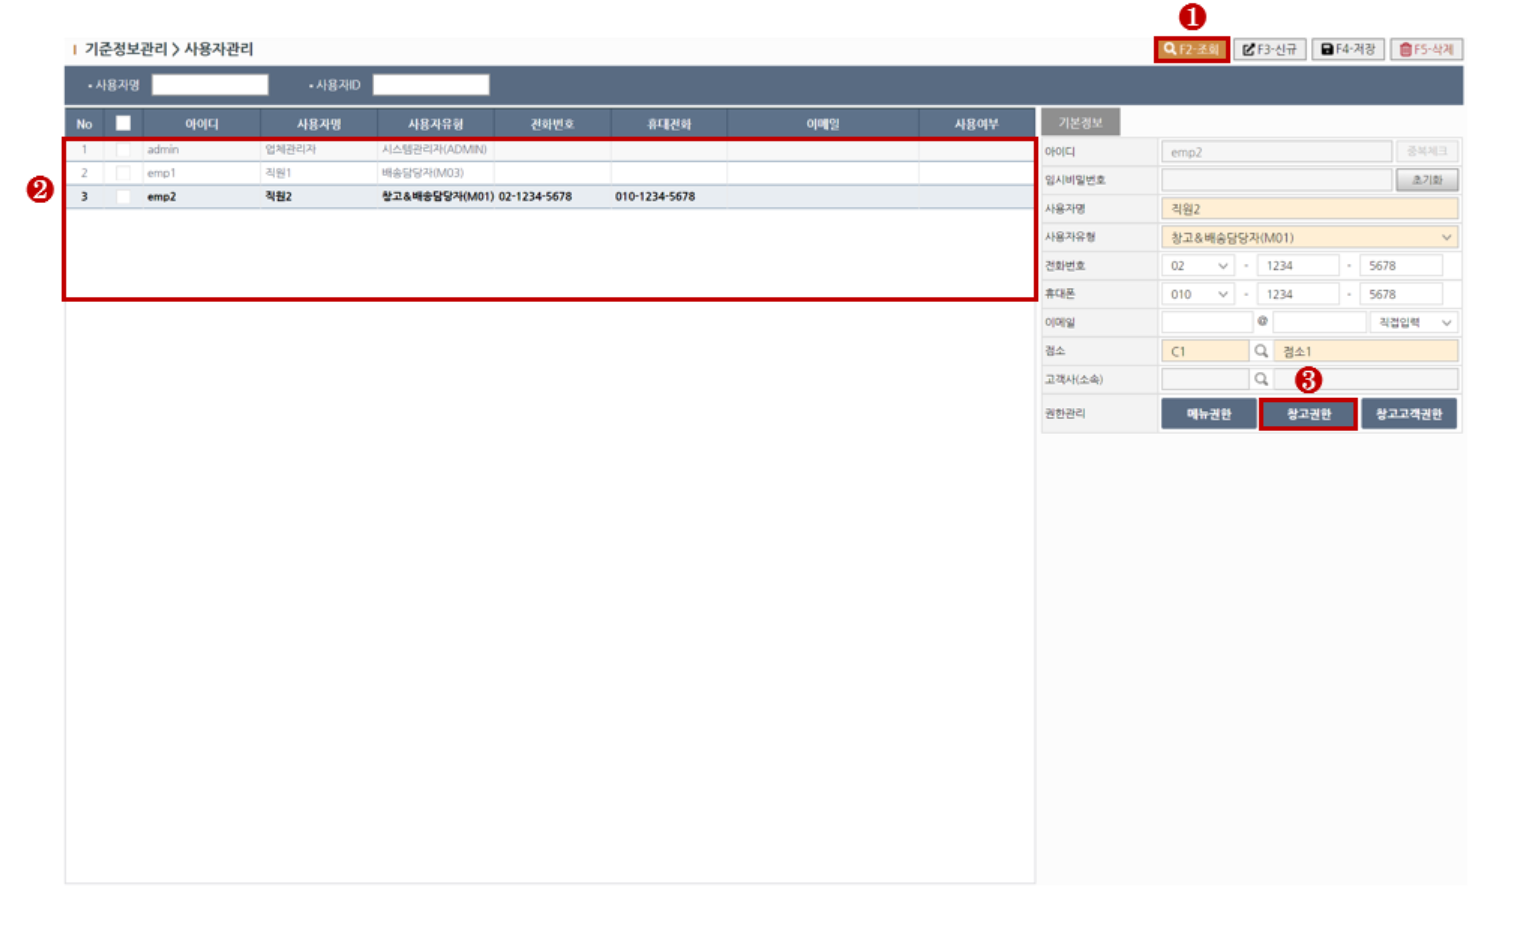 ❶
기준정보관리 > 사용자관리
F2-조회 F3-신규 F4-저장 F5-삭제
• 사용자명 • 사용자ID
No 아이디 사용자명 사용자유형 전화번호 휴대전화 이메일 사용여부
❷
1 admin 업체관리자 시스템관리자(ADMIN)
2 emp1 직원1 배송담당자(M03)
3 emp2 직원2 창고&배송담당자(M01) 02-1234-5678 010-1234-5678
기본정보
아이디 emp2 중복체크
임시비밀번호 초기화
사용자명 직원2
사용자유형 창고&배송담당자(M01)
전화번호 02 - 1234 - 5678
휴대폰 010 - 1234 - 5678
이메일 @ 직접입력
점소 C1 점소1
고객사(소속)
❸
권한관리 메뉴권한 창고권한 창고고객권한